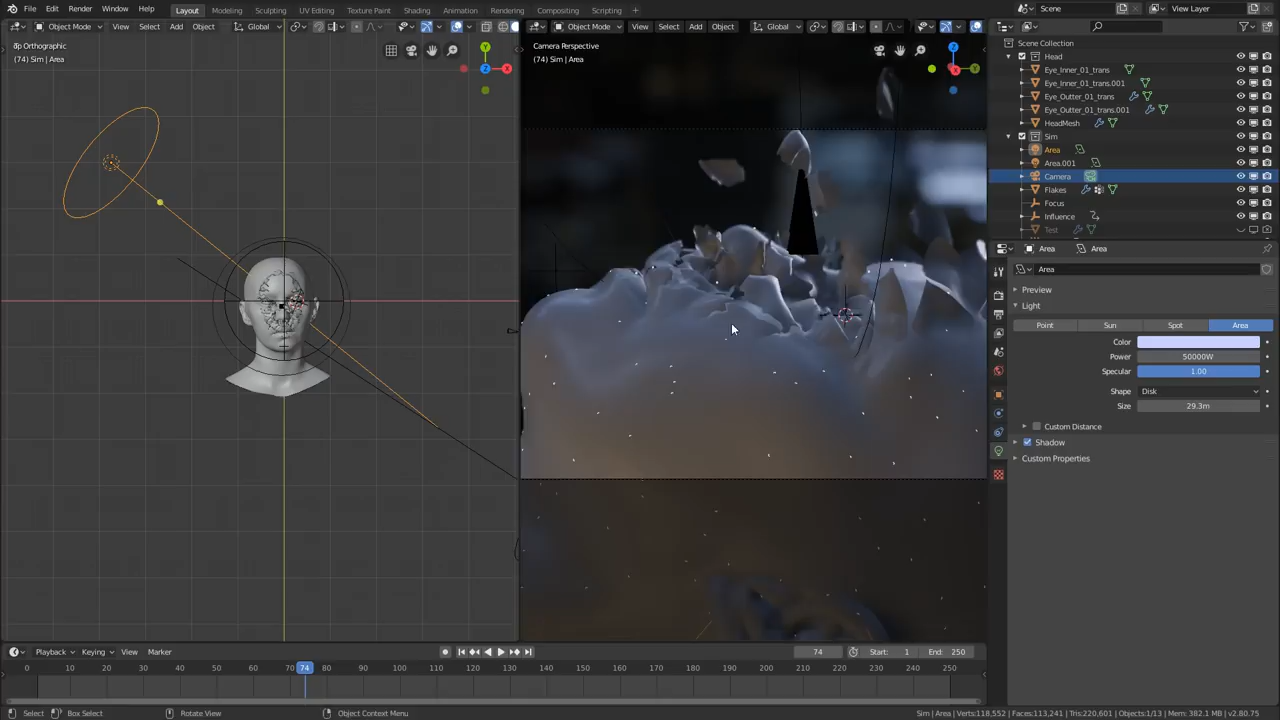 File Edit Render Window Help Layout Modeling Sculpting UV Editing Texture Paint Shading Animation Rendering Compositing Scripting + Scene View Layer
Object Mode View Select Add Object Global
Object Mode View Select Add Object Global
Orthographic
(74) Sim | Area
Camera Perspective
(74) Sim | Area
Y
Z
X
Z
Y
X
Scene Collection
Head
Eye_Inner_01_trans
Eye_Inner_01_trans.001
Eye_Outter_01_trans
Eye_Outter_01_trans.001
HeadMesh
Sim
Area
Area.001
Camera
Flakes
Focus
Influence
Test
Area Area
Area
Preview
Light
Point Sun Spot Area
Color
Power 50000W
Specular 1.00
Shape Disk
Size 29.3m
Custom Distance
Shadow
Custom Properties
Playback Keying View Marker 74 Start: 1 End: 250
0 10 20 30 40 50 60 70 74 80 90 100 110 120 130 140 150 160 170 180 190 200 210 220 230 240 250
Select Box Select Rotate View Object Context Menu Sim | Area | Verts:118,552 | Faces:113,241 | Tris:220,601 | Objects:1/13 | Mem: 382.1 MB | v2.80.75